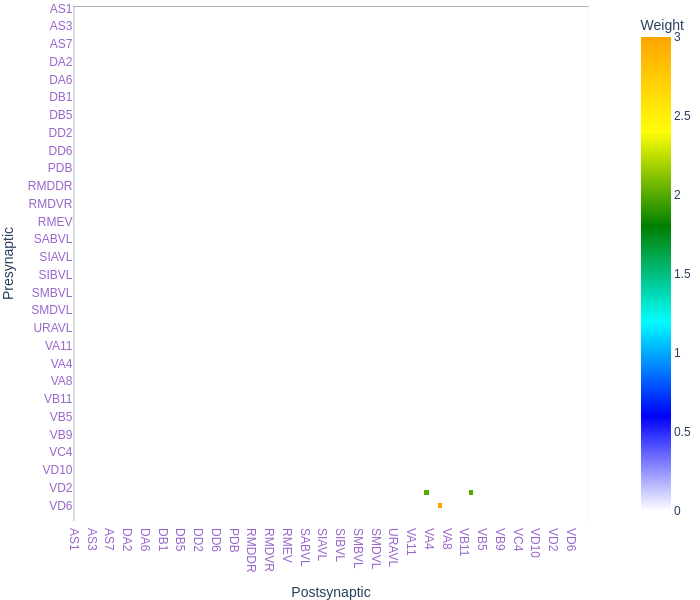 Weight
AS1
AS3
AS7
DA2
DA6
DB1
DB5
DD2
DD6
PDB
RMDDR
RMDVR
RMEV
SABVL
SIAVL
SIBVL
SMBVL
SMDVL
URAVL
VA11
VA4
VA8
VB11
VB5
VB9
VC4
VD10
VD2
VD6
Presynaptic
3
2.5
2
1.5
1
0.5
0
AS1
AS3
AS7
DA2
DA6
DB1
DB5
DD2
DD6
PDB
RMDDR
RMDVR
RMEV
SABVL
SIAVL
SIBVL
SMBVL
SMDVL
URAVL
VA11
VA4
VA8
VB11
VB5
VB9
VC4
VD10
VD2
VD6
Postsynaptic